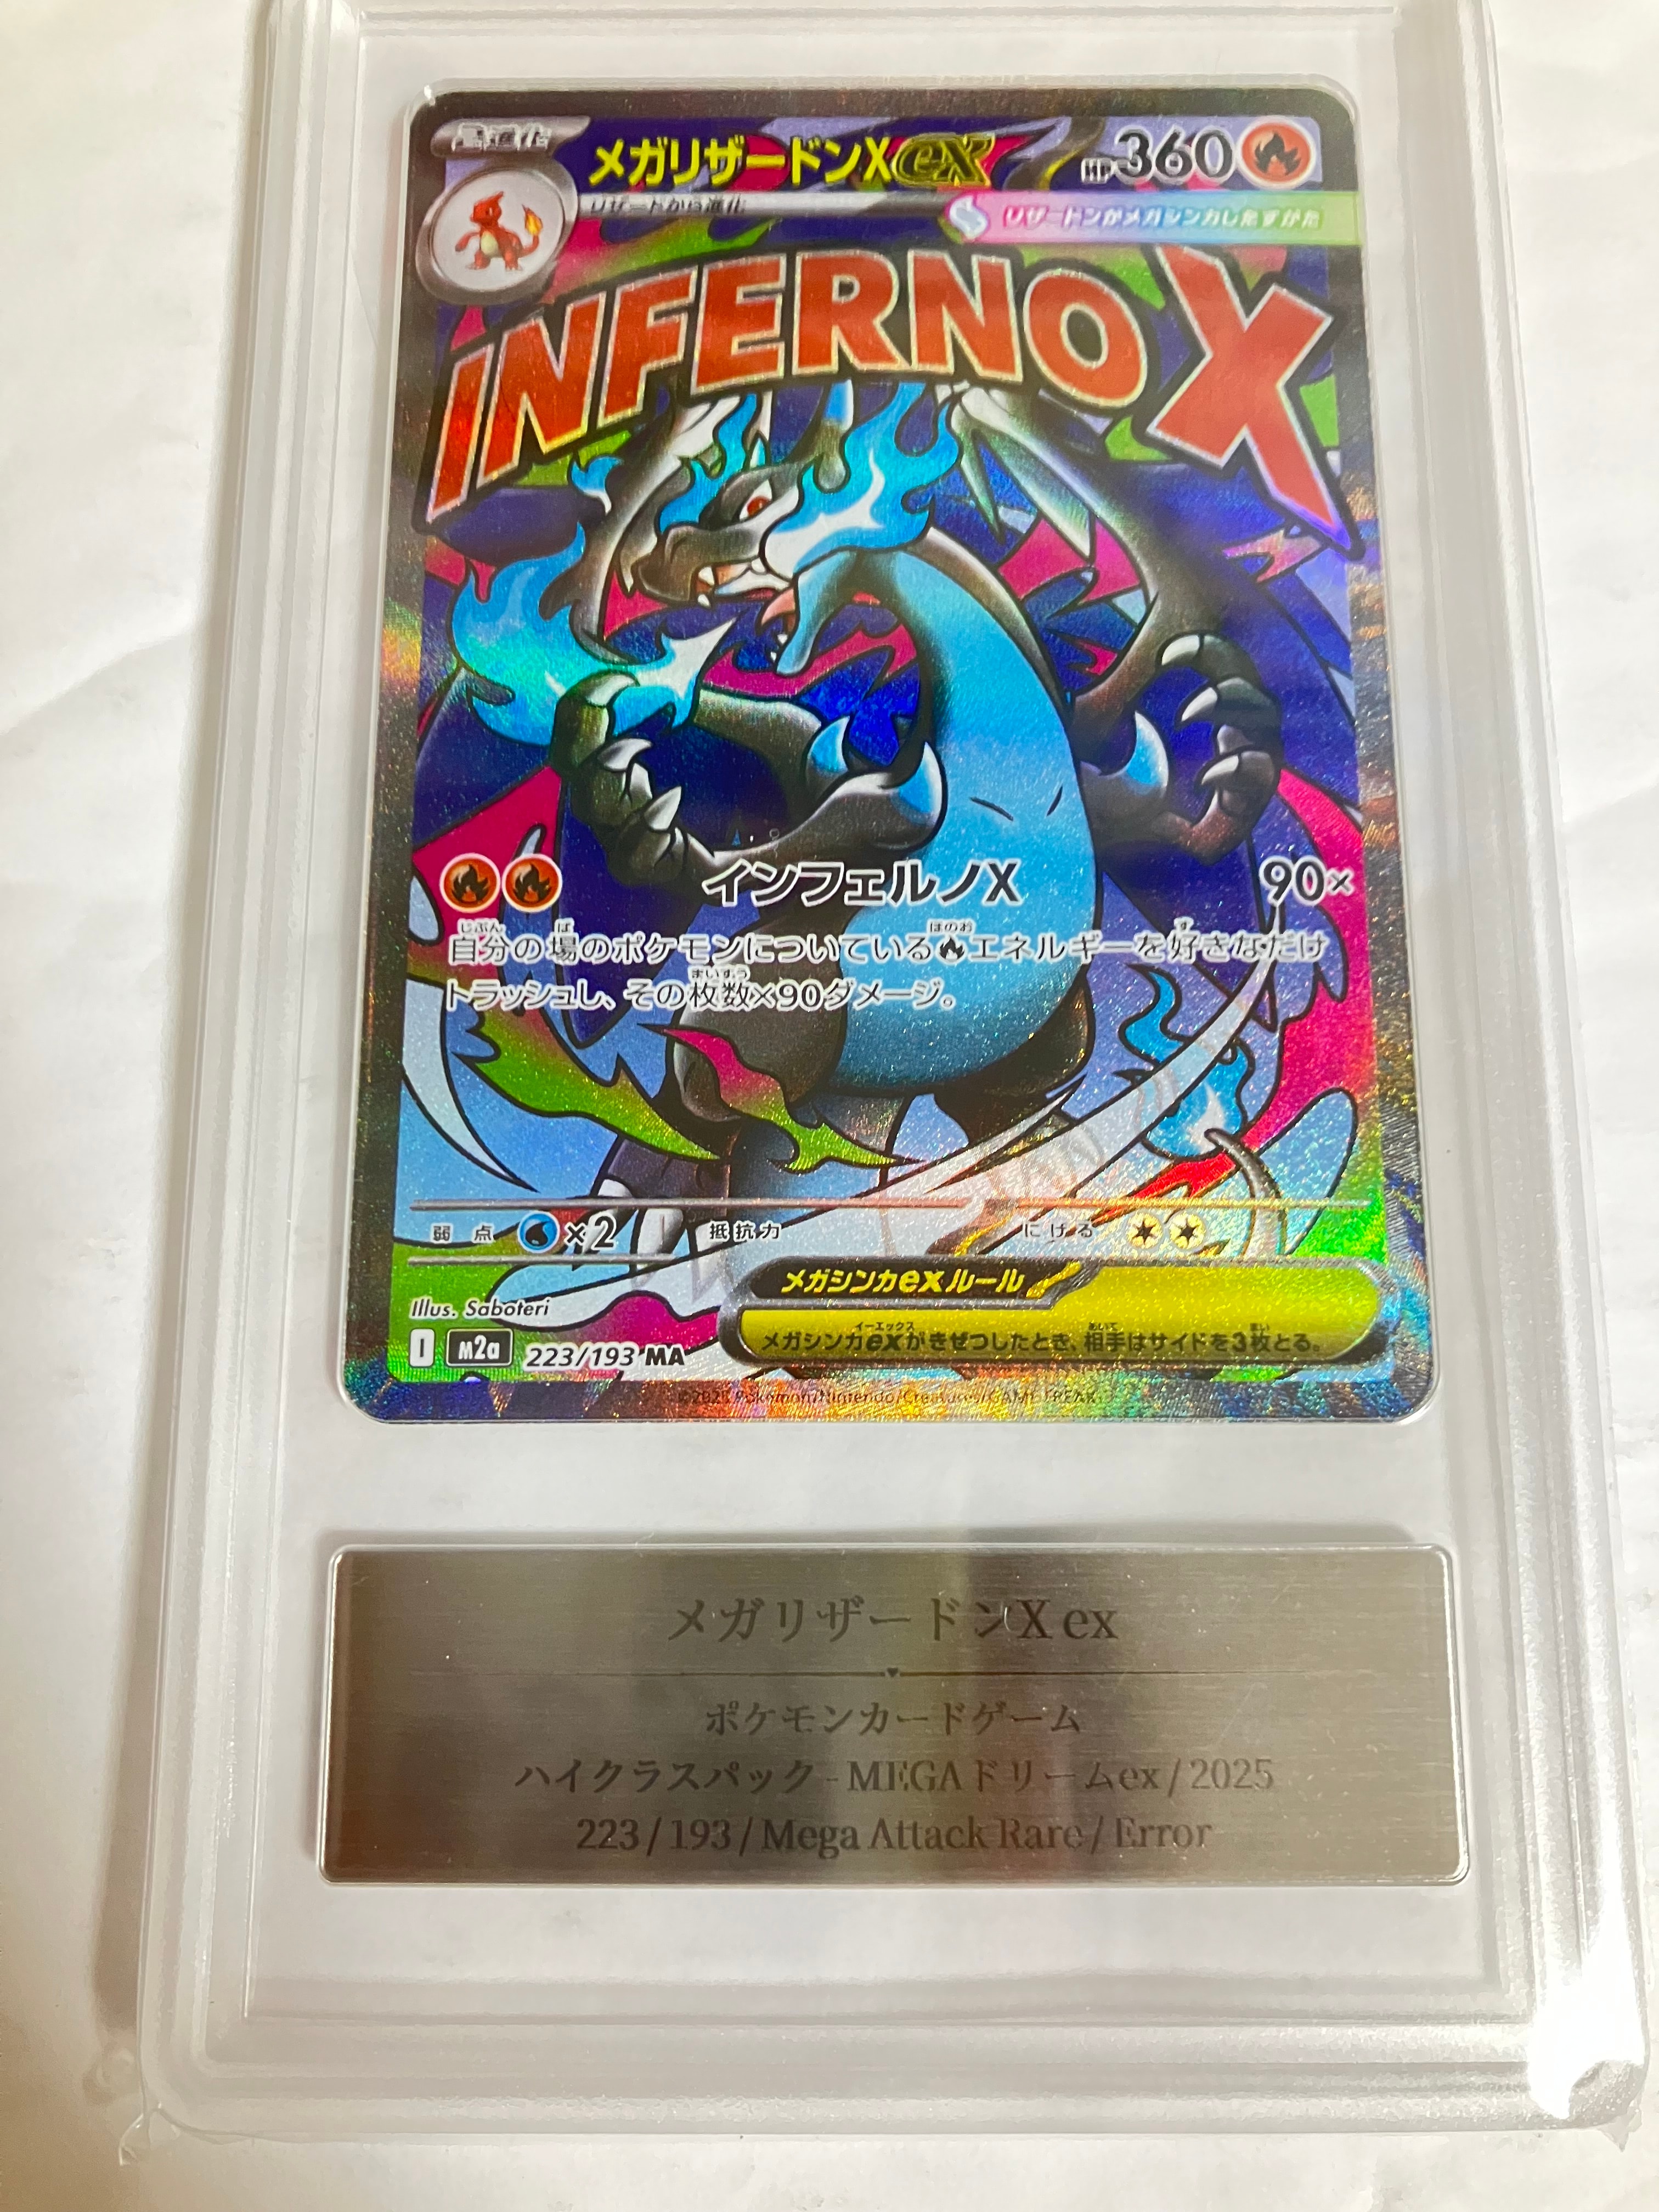 メガリザードンXex HP360
リザードから進化
リザードンがメガシンカしたすがた
INFERNO X
インフェルノX 90×
自分の場のポケモンについているエネルギーを好きなだけ
トラッシュし、その枚数×90ダメージ。
弱点 ×2 抵抗力 にげる
メガシンカexルール
メガシンカexがきぜつしたとき、相手はサイドを3枚とる。
Illus. Saboteri
I M2a 223/193 MA
©2025 Pokémon/Nintendo/Creatures/GAME FREAK
メガリザードンX ex
ポケモンカードゲーム
ハイクラスパック - MEGAドリームex / 2025
223 / 193 / Mega Attack Rare / Error